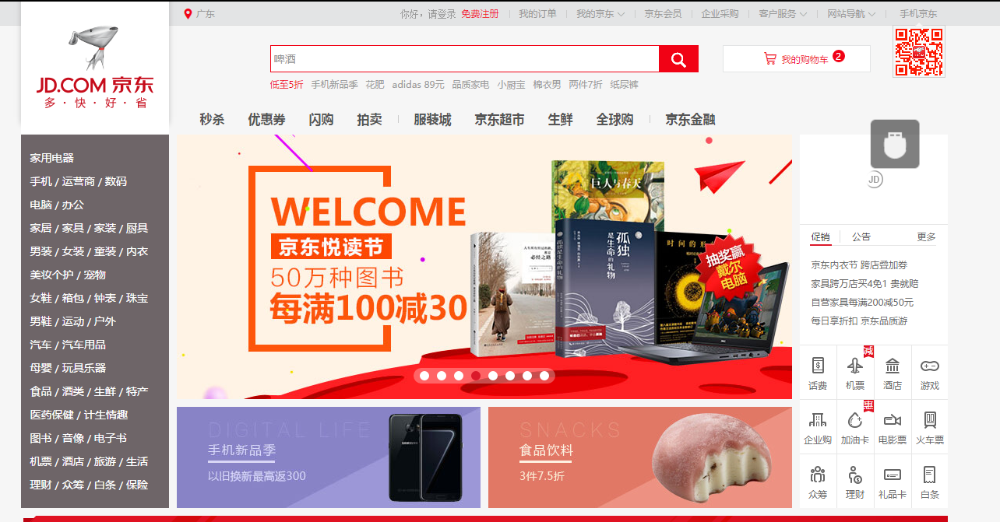 广东
你好，请登录 免费注册
我的订单
我的京东
京东会员
企业采购
客户服务
网站导航
手机京东
JD.COM 京东
多·快·好·省
啤酒
我的购物车 2
低至5折 手机新品季 花肥 adidas 89元 品质家电 小厨宝 棉衣男 两件7折 纸尿裤
秒杀 优惠券 闪购 拍卖 服装城 京东超市 生鲜 全球购 京东金融
家用电器
手机 / 运营商 / 数码
电脑 / 办公
家居 / 家具 / 家装 / 厨具
男装 / 女装 / 童装 / 内衣
美妆个护 / 宠物
女鞋 / 箱包 / 钟表 / 珠宝
男鞋 / 运动 / 户外
汽车 / 汽车用品
母婴 / 玩具乐器
食品 / 酒类 / 生鲜 / 特产
医药保健 / 计生情趣
图书 / 音像 / 电子书
机票 / 酒店 / 旅游 / 生活
理财 / 众筹 / 白条 / 保险
WELCOME
京东悦读节
50万种图书
每满100减30
巨人与春天
必经之路
孤独
是生命的礼物
时间的形
抽奖赢
戴尔
电脑
DIGITAL LIFE
手机新品季
以旧换新最高返300
SAMSUNG
SNACKS
食品饮料
3件7.5折
JD
促销 公告 更多
京东内衣节 跨店叠加券
家具跨万店买4免1 贵就赔
自营家具每满200减50元
每日享折扣 京东品质游
减
话费 机票 酒店 游戏
惠
企业购 加油卡 电影票 火车票
众筹 理财 礼品卡 白条